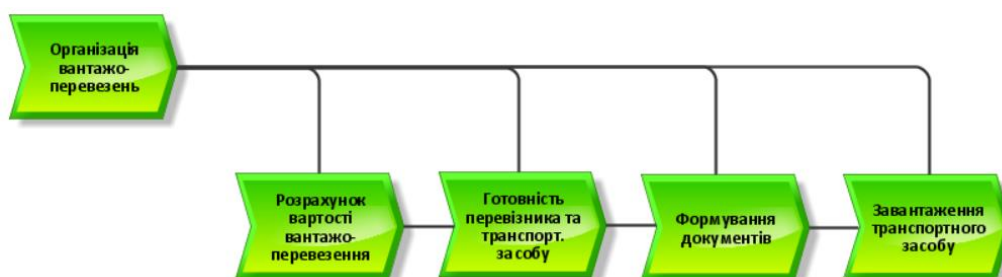 Організація
вантажо-
перевезень
Розрахунок
вартості
вантажо-
перевезення
Готовність
перевізника та
транспорт.
засобу
Формування
документів
Завантаження
транспортного
засобу